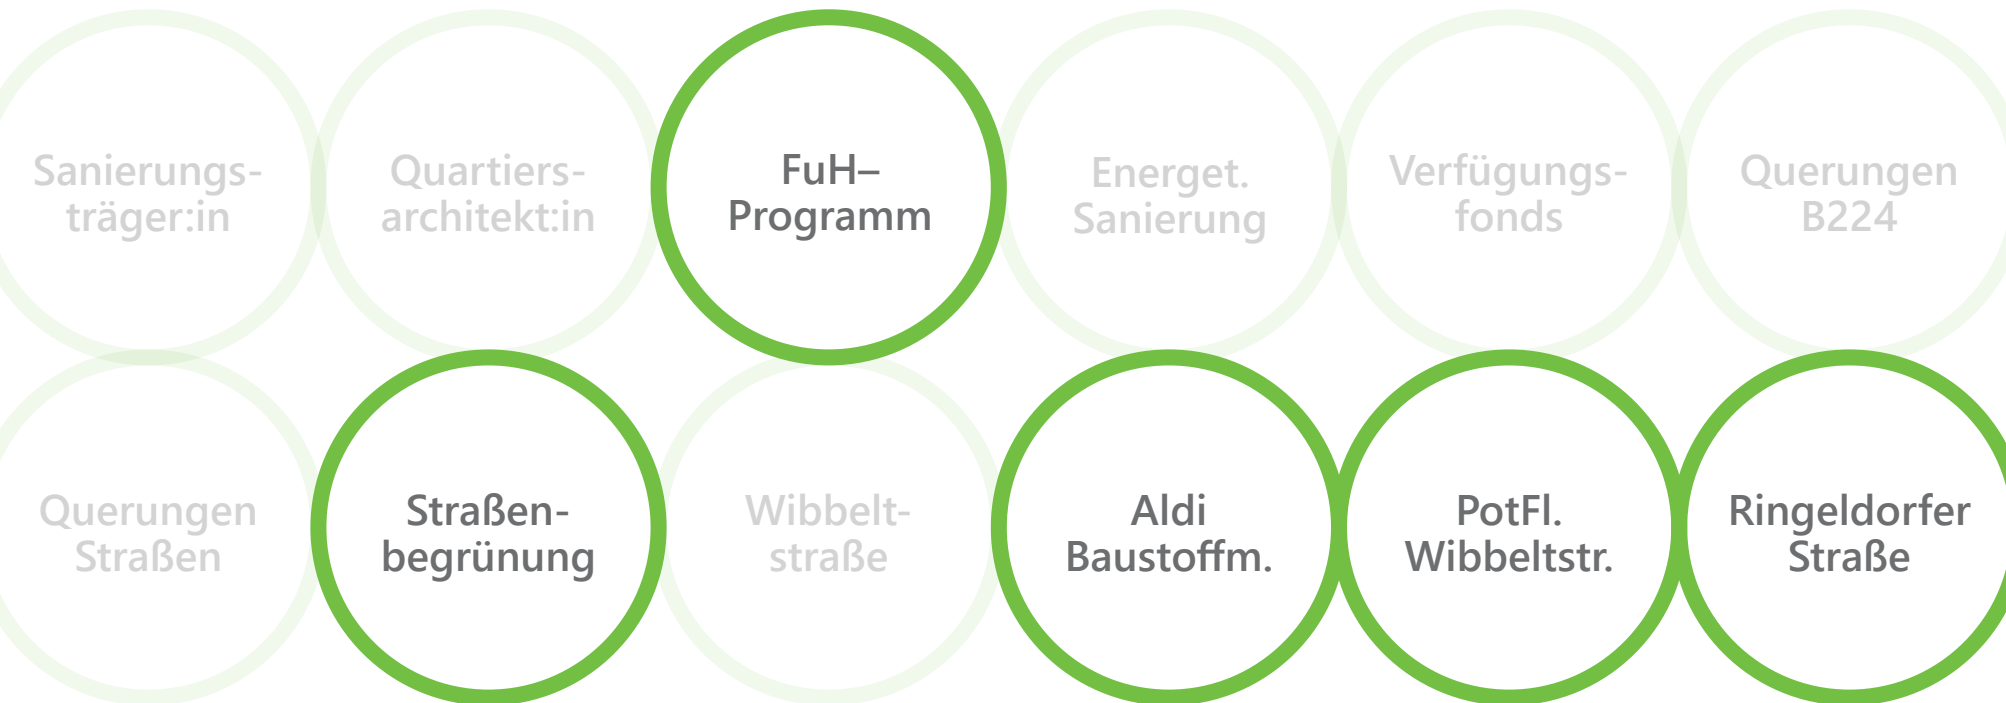 Sanierungs-
träger:in
Quartiers-
architekt:in
FuH–
Programm
Energet.
Sanierung
Verfügungs-
fonds
Querungen
B224
Querungen
Straßen
Straßen-
begrünung
Wibbelt-
straße
Aldi
Baustoffm.
PotFl.
Wibbeltstr.
Ringeldorfer
Straße